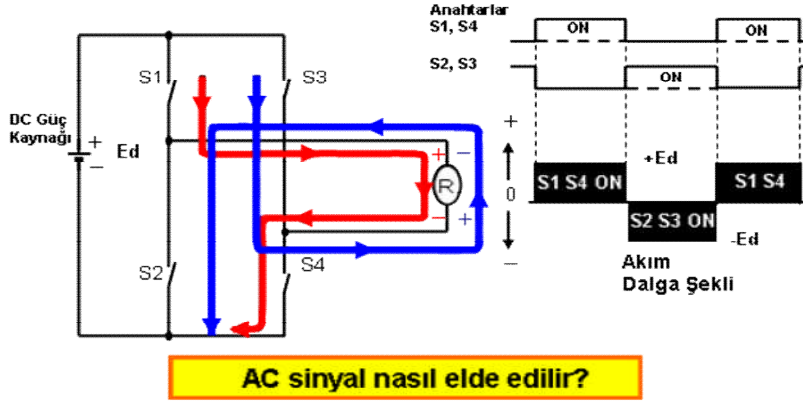 Anahtarlar
S1, S4
ON
S2, S3
ON
S1
S3
DC Güç
Kaynağı
+
−
Ed
+
−
R
−
+
S2
S4
+
0
−
+Ed
S1 S4 ON
S1 S4
S2 S3 ON
-Ed
Akım
Dalga Şekli
AC sinyal nasıl elde edilir?